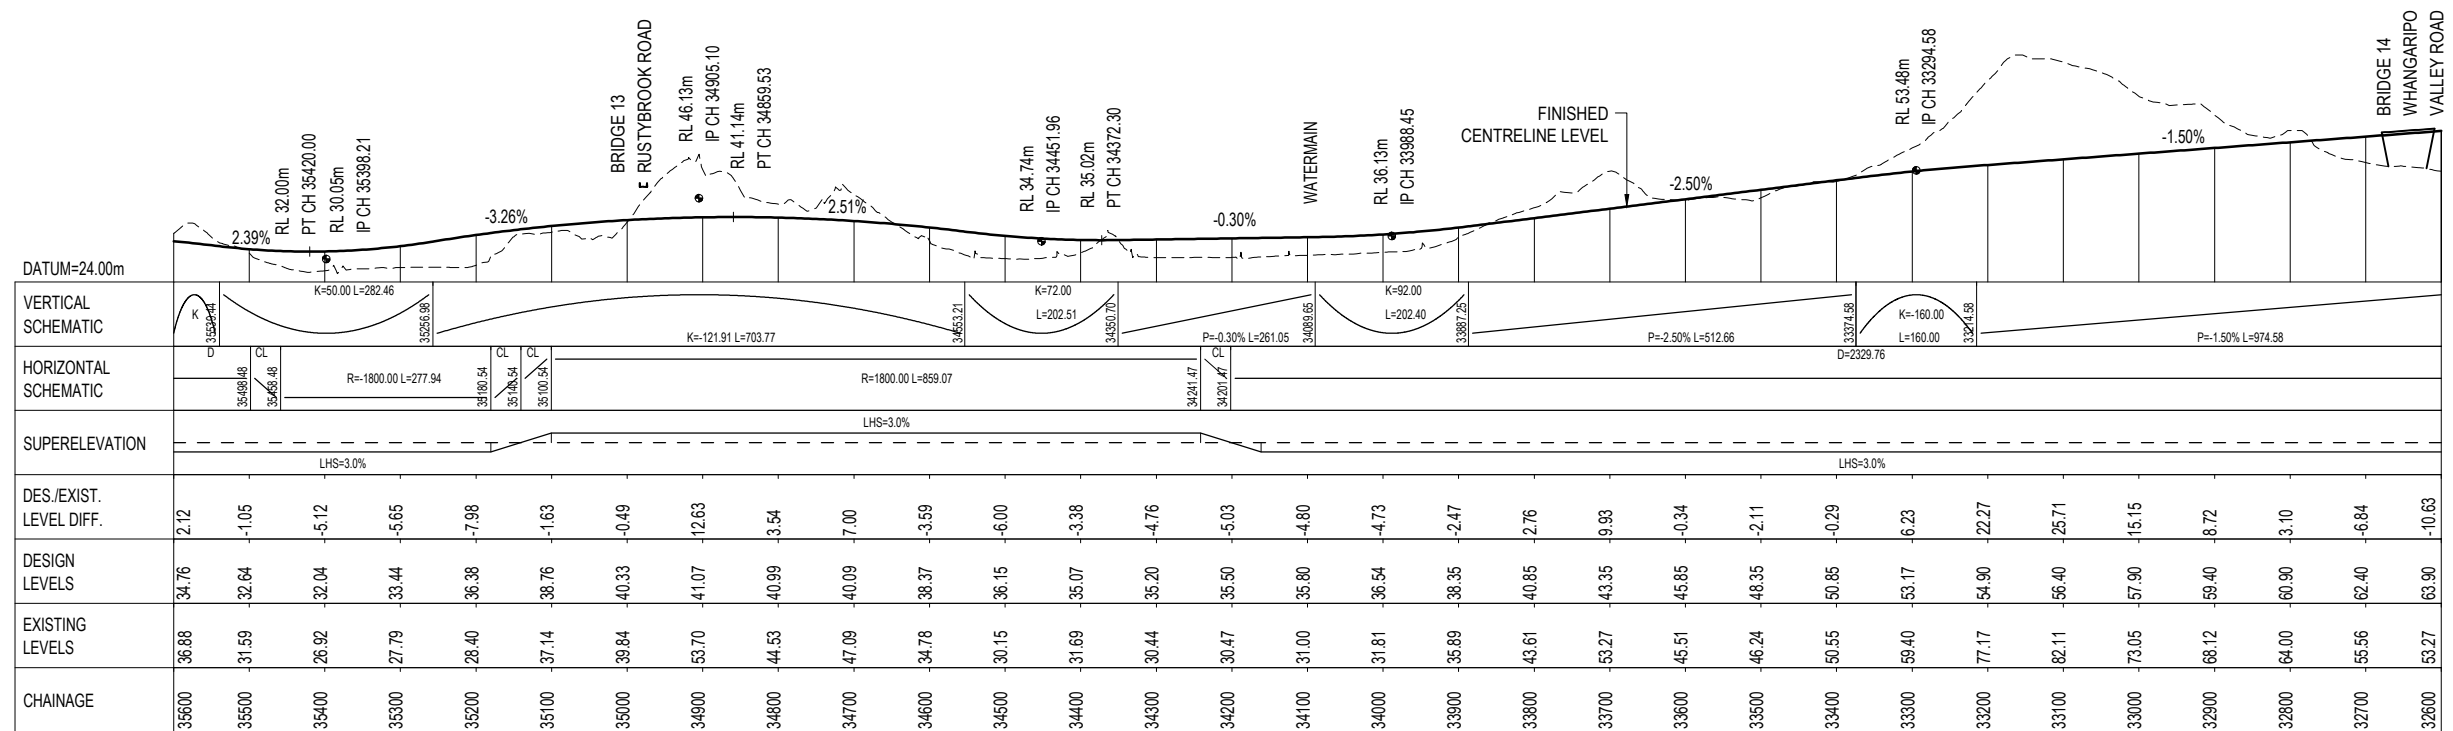 BRIDGE 13
RUSTYBROOK ROAD
RL 46.13m
IP CH 34905.10
RL 41.14m
PT CH 34859.53
RL 32.00m
PT CH 35420.00
RL 30.05m
IP CH 35398.21
RL 34.74m
IP CH 34451.96
RL 35.02m
PT CH 34372.30
WATERMAIN
RL 36.13m
IP CH 33988.45
FINISHED
CENTRELINE LEVEL
RL 53.48m
IP CH 33294.58
BRIDGE 14
WHANGARIPO
VALLEY ROAD
2.39% -3.26% 2.51% -0.30% -2.50% -1.50%
DATUM=24.00m
VERTICAL
SCHEMATIC
K
35539.44
K=50.00 L=282.46
35256.98
K=-121.91 L=703.77
34553.21
K=72.00
L=202.51
34350.70
P=-0.30% L=261.05
34089.65
K=92.00
L=202.40
33887.25
P=-2.50% L=512.66
33374.58
K=-160.00
L=160.00
33214.58
P=-1.50% L=974.58
HORIZONTAL
SCHEMATIC
D
35498.48
CL
35458.48
R=-1800.00 L=277.94
35180.54
CL
35140.54
CL
35100.54
R=1800.00 L=859.07
34241.47
CL
34201.47
D=2329.76
SUPERELEVATION
LHS=3.0%
LHS=3.0%
LHS=3.0%
DES./EXIST.
LEVEL DIFF.
2.12 -1.05 -5.12 -5.65 -7.98 -1.63 -0.49 12.63 3.54 7.00 -3.59 -6.00 -3.38 -4.76 -5.03 -4.80 -4.73 -2.47 2.76 9.93 -0.34 -2.11 -0.29 6.23 22.27 25.71 15.15 8.72 3.10 -6.84 -10.63
DESIGN
LEVELS
34.76 32.64 32.04 33.44 36.38 38.76 40.33 41.07 40.99 40.09 38.37 36.15 35.07 35.20 35.50 35.80 36.54 38.35 40.85 43.35 45.85 48.35 50.85 53.17 54.90 56.40 57.90 59.40 60.90 62.40 63.90
EXISTING
LEVELS
36.88 31.59 26.92 27.79 28.40 37.14 39.84 53.70 44.53 47.09 34.78 30.15 31.69 30.44 30.47 31.00 31.81 35.89 43.61 53.27 45.51 46.24 50.55 59.40 77.17 82.11 73.05 68.12 64.00 55.56 53.27
CHAINAGE
35600 35500 35400 35300 35200 35100 35000 34900 34800 34700 34600 34500 34400 34300 34200 34100 34000 33900 33800 33700 33600 33500 33400 33300 33200 33100 33000 32900 32800 32700 32600